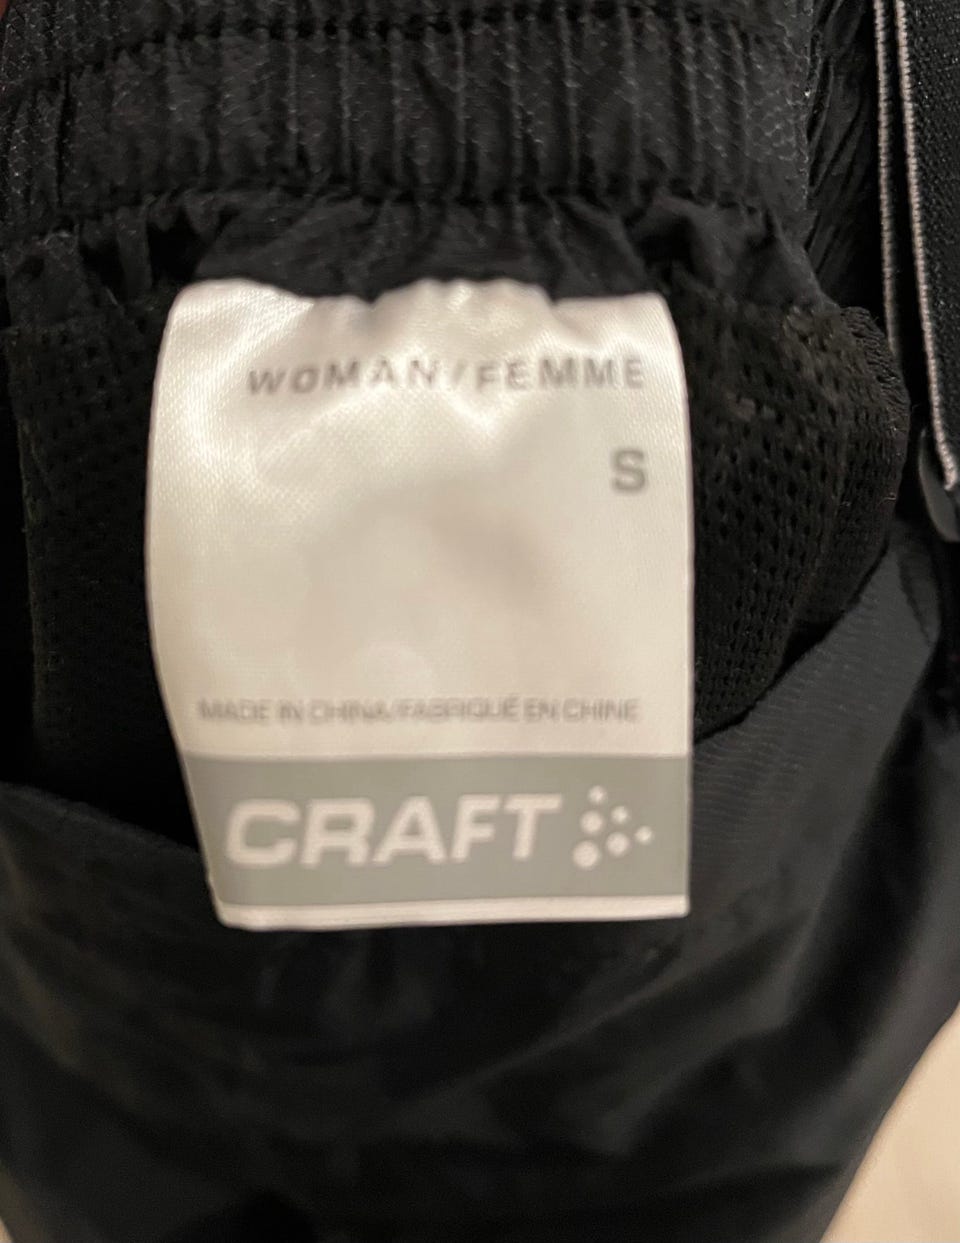 WOMAN/FEMME
S
MADE IN CHINA/FABRIQUÉ EN CHINE
CRAFT